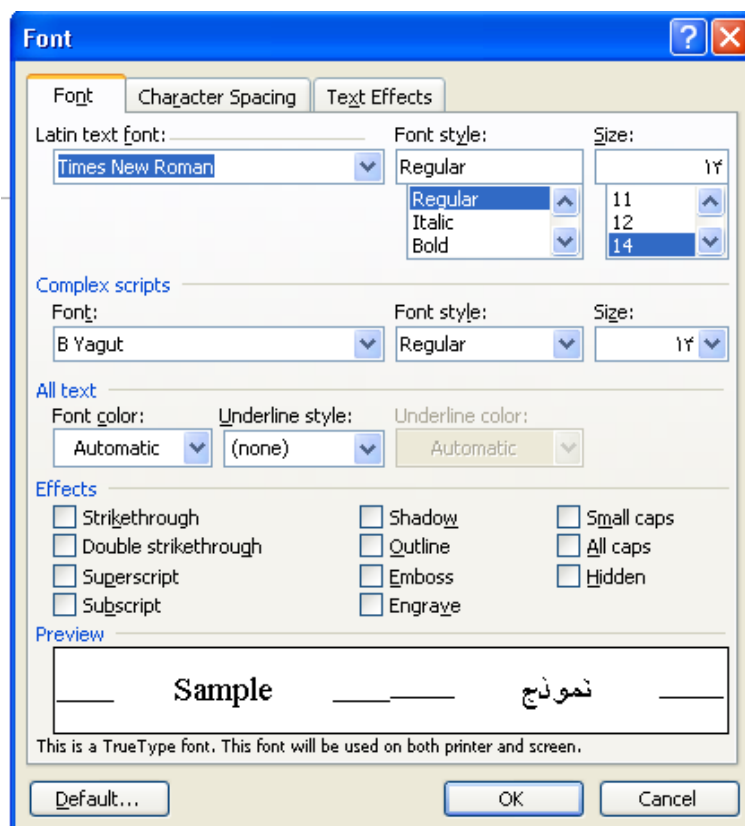 Font
Font Character Spacing Text Effects
Latin text font: Font style: Size:
Times New Roman Regular ۱۴
Regular 11
Italic 12
Bold 14
Complex scripts
Font: Font style: Size:
B Yagut Regular ۱۴
All text
Font color: Underline style: Underline color:
Automatic (none) Automatic
Effects
Strikethrough Shadow Small caps
Double strikethrough Outline All caps
Superscript Emboss Hidden
Subscript Engrave
Preview
Sample نموذج
This is a TrueType font. This font will be used on both printer and screen.
Default... OK Cancel